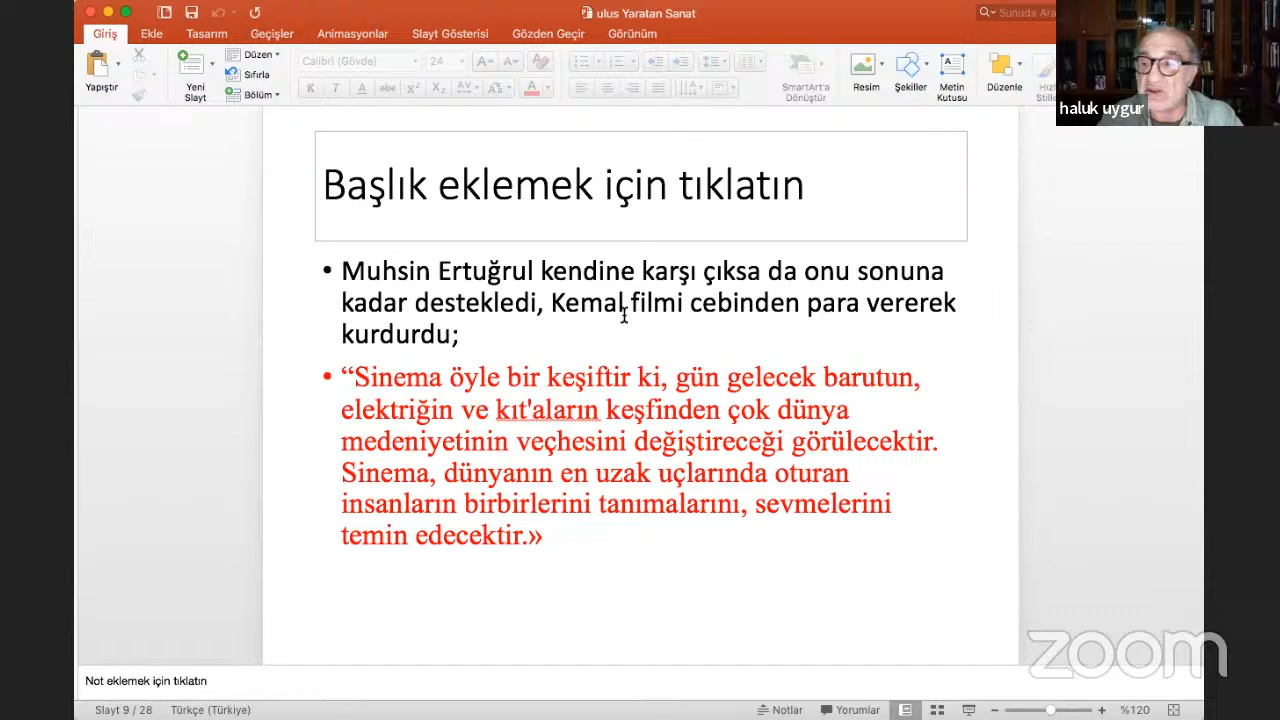 ulus Yaratan Sanat
Sunuda Ara
Giriş Ekle Tasarım Geçişler Animasyonlar Slayt Gösterisi Gözden Geçir Görünüm
Yapıştır
Yeni
Slayt
Düzen
Sıfırla
Bölüm
Calibri (Gövde) 24
SmartArt'a
Dönüştür
Resim
Şekiller
Metin
Kutusu
Düzenle
haluk uygur
Başlık eklemek için tıklatın
• Muhsin Ertuğrul kendine karşı çıksa da onu sonuna
kadar destekledi, Kemal filmi cebinden para vererek
kurdurdu;
• “Sinema öyle bir keşiftir ki, gün gelecek barutun,
elektriğin ve kıt'aların keşfinden çok dünya
medeniyetinin veçhesini değiştireceği görülecektir.
Sinema, dünyanın en uzak uçlarında oturan
insanların birbirlerini tanımalarını, sevmelerini
temin edecektir.»
zoom
Not eklemek için tıklatın
Slayt 9 / 28 Türkçe (Türkiye) Notlar Yorumlar %120